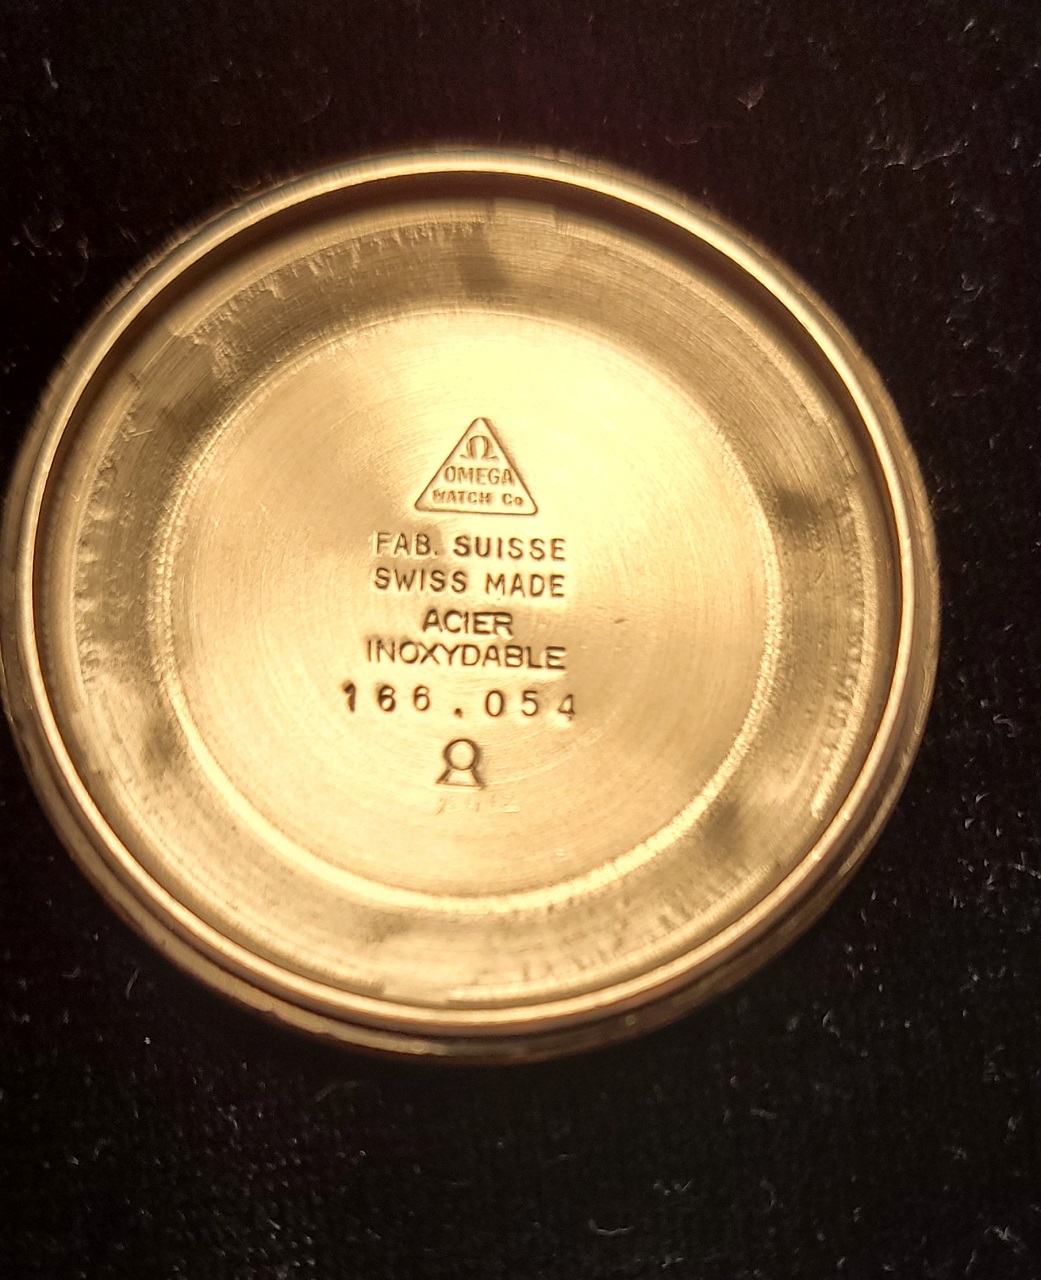 Ω
OMEGA
WATCH Co
FAB. SUISSE
SWISS MADE
ACIER
INOXYDABLE
166.054